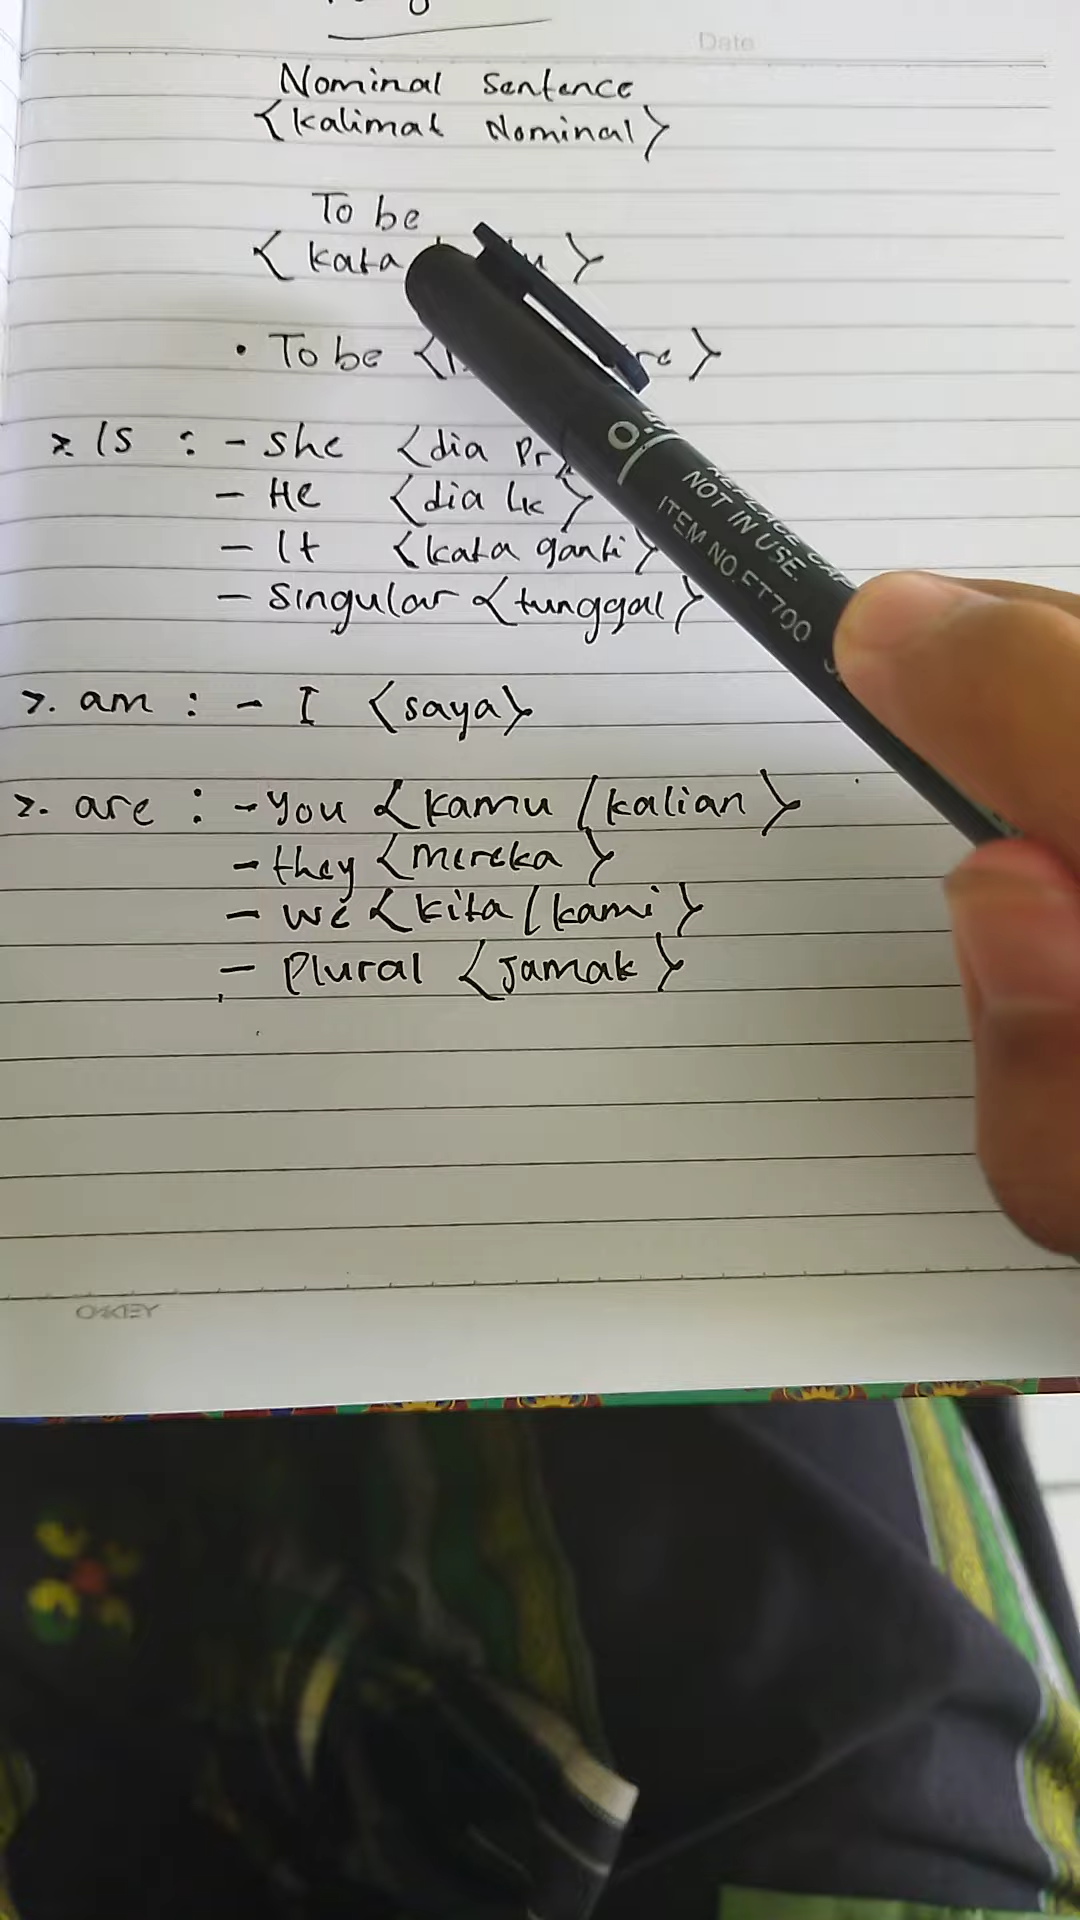 Date
Nominal Sentence
<kalimat Nominal>
To be
< kata >
• To be < >
> Is : - she <dia Pr
- He <dia Lk>
- It <kata ganti>
- singular <tunggal>
>. am : - I <saya>
>. are : - you <kamu / kalian>
- they <mereka>
- we <kita / kami>
- Plural <Jamak>
NOT IN USE.
ITEM NO.FT700
OKEY